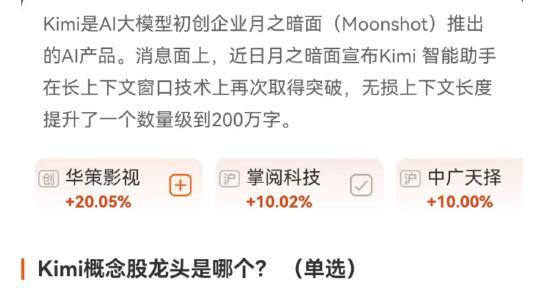 Kimi是AI大模型初创企业月之暗面（Moonshot）推出
的AI产品。消息面上，近日月之暗面宣布Kimi 智能助手
在长上下文窗口技术上再次取得突破，无损上下文长度
提升了一个数量级到200万字。
创 华策影视 +20.05%
沪 掌阅科技 +10.02%
沪 中广天择 +10.00%
Kimi概念股龙头是哪个？ （单选）